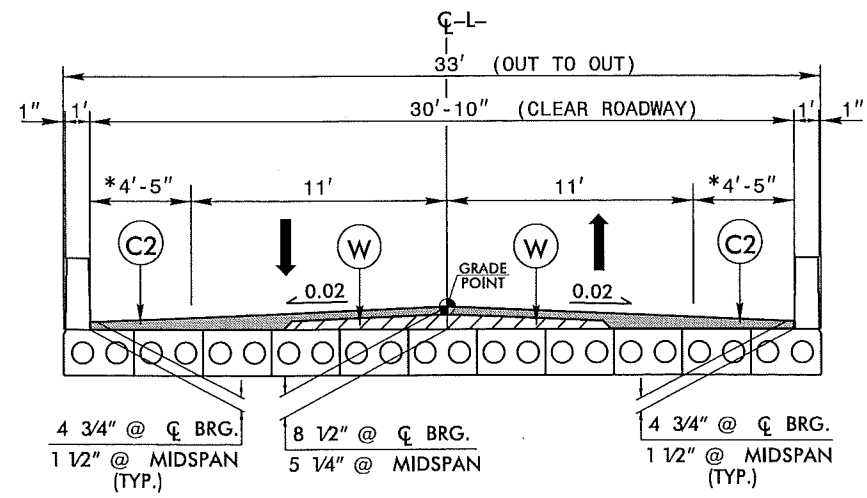 ℄-L-
33' (OUT TO OUT)
1" 1' 30'-10" (CLEAR ROADWAY) 1' 1"
*4'-5" 11' 11' *4'-5"
C2 W W C2
GRADE
POINT
0.02 0.02
4 3/4" @ ℄ BRG.
1 1/2" @ MIDSPAN
(TYP.)
8 1/2" @ ℄ BRG.
5 1/4" @ MIDSPAN
4 3/4" @ ℄ BRG.
1 1/2" @ MIDSPAN
(TYP.)